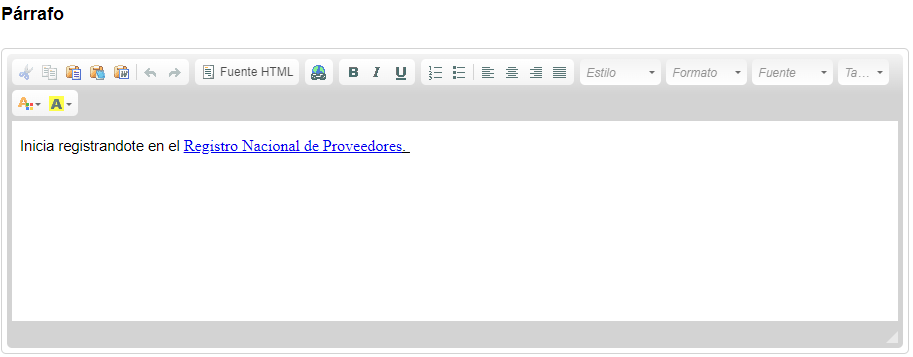 Párrafo
Fuente HTML
B I U
Estilo
Formato
Fuente
Ta...
A
A
Inicia registrandote en el Registro Nacional de Proveedores.